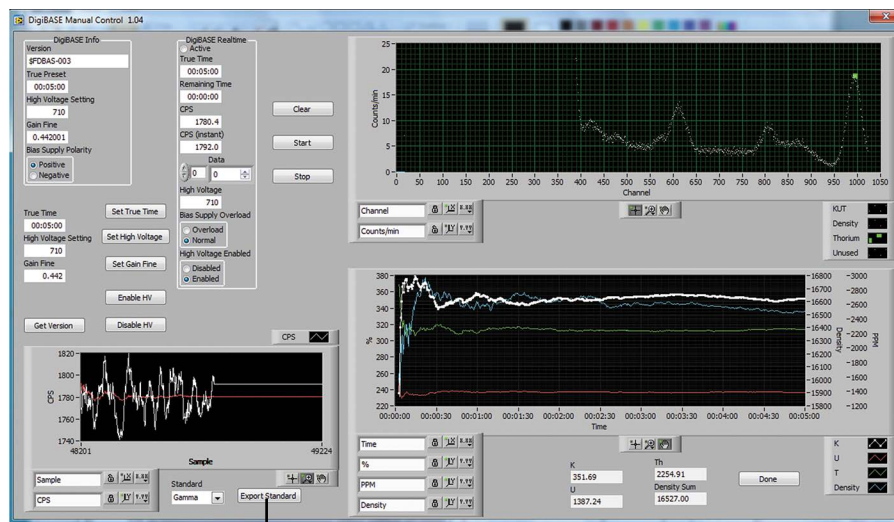 DigiBASE Manual Control 1.04
DigiBASE Info
Version
$FDBAS-003
True Preset
00:05:00
High Voltage Setting
710
Gain Fine
0.442001
Bias Supply Polarity
Positive
Negative
True Time
00:05:00
High Voltage Setting
710
Gain Fine
0.442
Set True Time
Set High Voltage
Set Gain Fine
Enable HV
Get Version
Disable HV
DigiBASE Realtime
Active
True Time
00:05:00
Remaining Time
00:00:00
CPS
1780.4
CPS (instant)
1792.0
Data
0 0
High Voltage
710
Bias Supply Overload
Overload
Normal
High Voltage Enabled
Disabled
Enabled
Clear
Start
Stop
CPS
1820
1800
1780
1760
1740
CPS
48201 49224
Sample
Sample
CPS
Standard
Gamma
Export Standard
25
20
15
10
5
0
Counts/min
0 50 100 150 200 250 300 350 400 450 500 550 600 650 700 750 800 850 900 950 1000 1050
Channel
Channel
Counts/min
KUT
Density
Thorium
Unused
380
360
340
320
300
280
260
240
220
%
16800
16700
16600
16500
16400
16300
16200
16100
16000
15900
15800
Density
3000
2800
2600
2400
2200
2000
1800
1600
1400
1200
PPM
00:00:00 00:00:30 00:01:00 00:01:30 00:02:00 00:02:30 00:03:00 00:03:30 00:04:00 00:04:30 00:05:00
Time
Time
%
PPM
Density
K
351.69
Th
2254.91
U
1387.24
Density Sum
16527.00
Done
K
U
T
Density